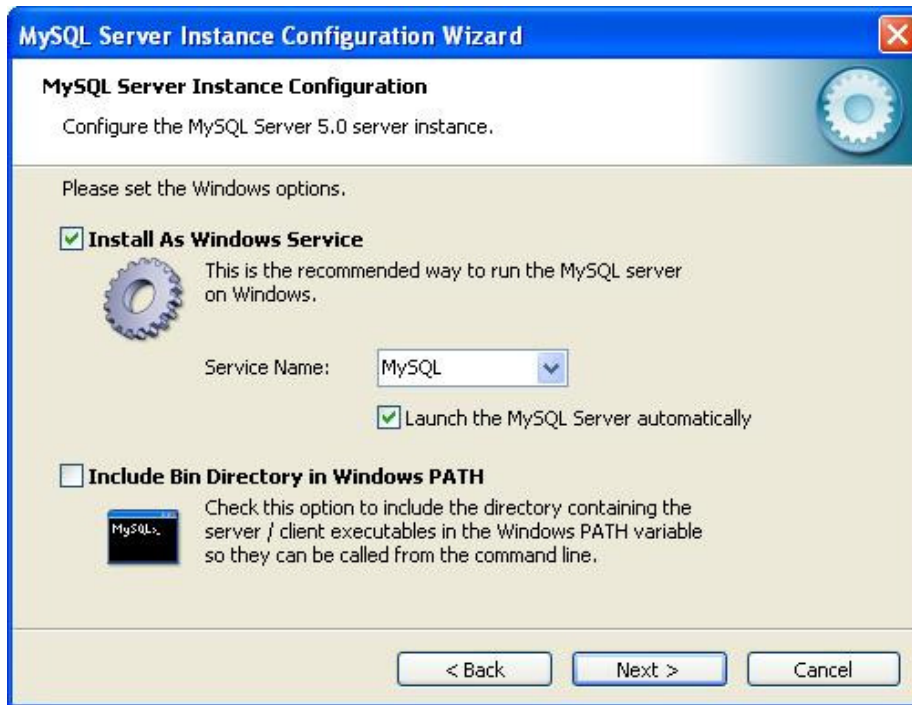 MySQL Server Instance Configuration Wizard
MySQL Server Instance Configuration
Configure the MySQL Server 5.0 server instance.
Please set the Windows options.
Install As Windows Service
This is the recommended way to run the MySQL server
on Windows.
Service Name: MySQL
Launch the MySQL Server automatically
Include Bin Directory in Windows PATH
Check this option to include the directory containing the
server / client executables in the Windows PATH variable
so they can be called from the command line.
MySQL>_
< Back Next > Cancel